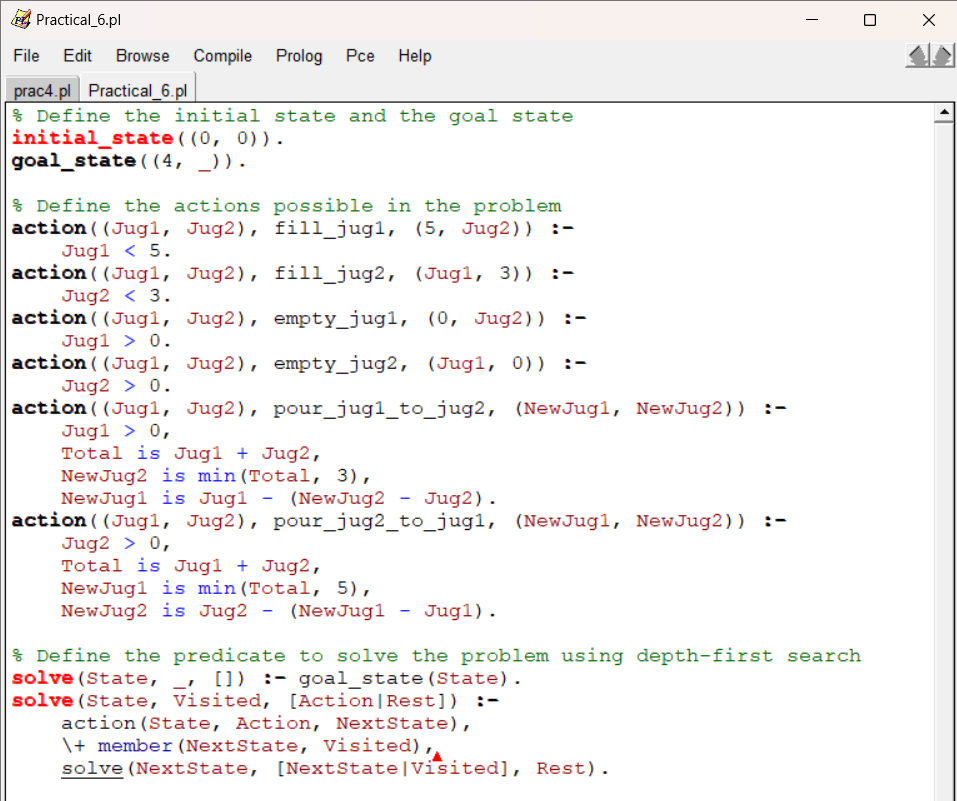 Practical_6.pl
File Edit Browse Compile Prolog Pce Help
prac4.pl Practical_6.pl
% Define the initial state and the goal state
initial_state((0, 0)).
goal_state((4, _)).
% Define the actions possible in the problem
action((Jug1, Jug2), fill_jug1, (5, Jug2)) :-
    Jug1 < 5.
action((Jug1, Jug2), fill_jug2, (Jug1, 3)) :-
    Jug2 < 3.
action((Jug1, Jug2), empty_jug1, (0, Jug2)) :-
    Jug1 > 0.
action((Jug1, Jug2), empty_jug2, (Jug1, 0)) :-
    Jug2 > 0.
action((Jug1, Jug2), pour_jug1_to_jug2, (NewJug1, NewJug2)) :-
    Jug1 > 0,
    Total is Jug1 + Jug2,
    NewJug2 is min(Total, 3),
    NewJug1 is Jug1 - (NewJug2 - Jug2).
action((Jug1, Jug2), pour_jug2_to_jug1, (NewJug1, NewJug2)) :-
    Jug2 > 0,
    Total is Jug1 + Jug2,
    NewJug1 is min(Total, 5),
    NewJug2 is Jug2 - (NewJug1 - Jug1).
% Define the predicate to solve the problem using depth-first search
solve(State, _, []) :- goal_state(State).
solve(State, Visited, [Action|Rest]) :-
    action(State, Action, NextState),
    \+ member(NextState, Visited),
    solve(NextState, [NextState|Visited], Rest).